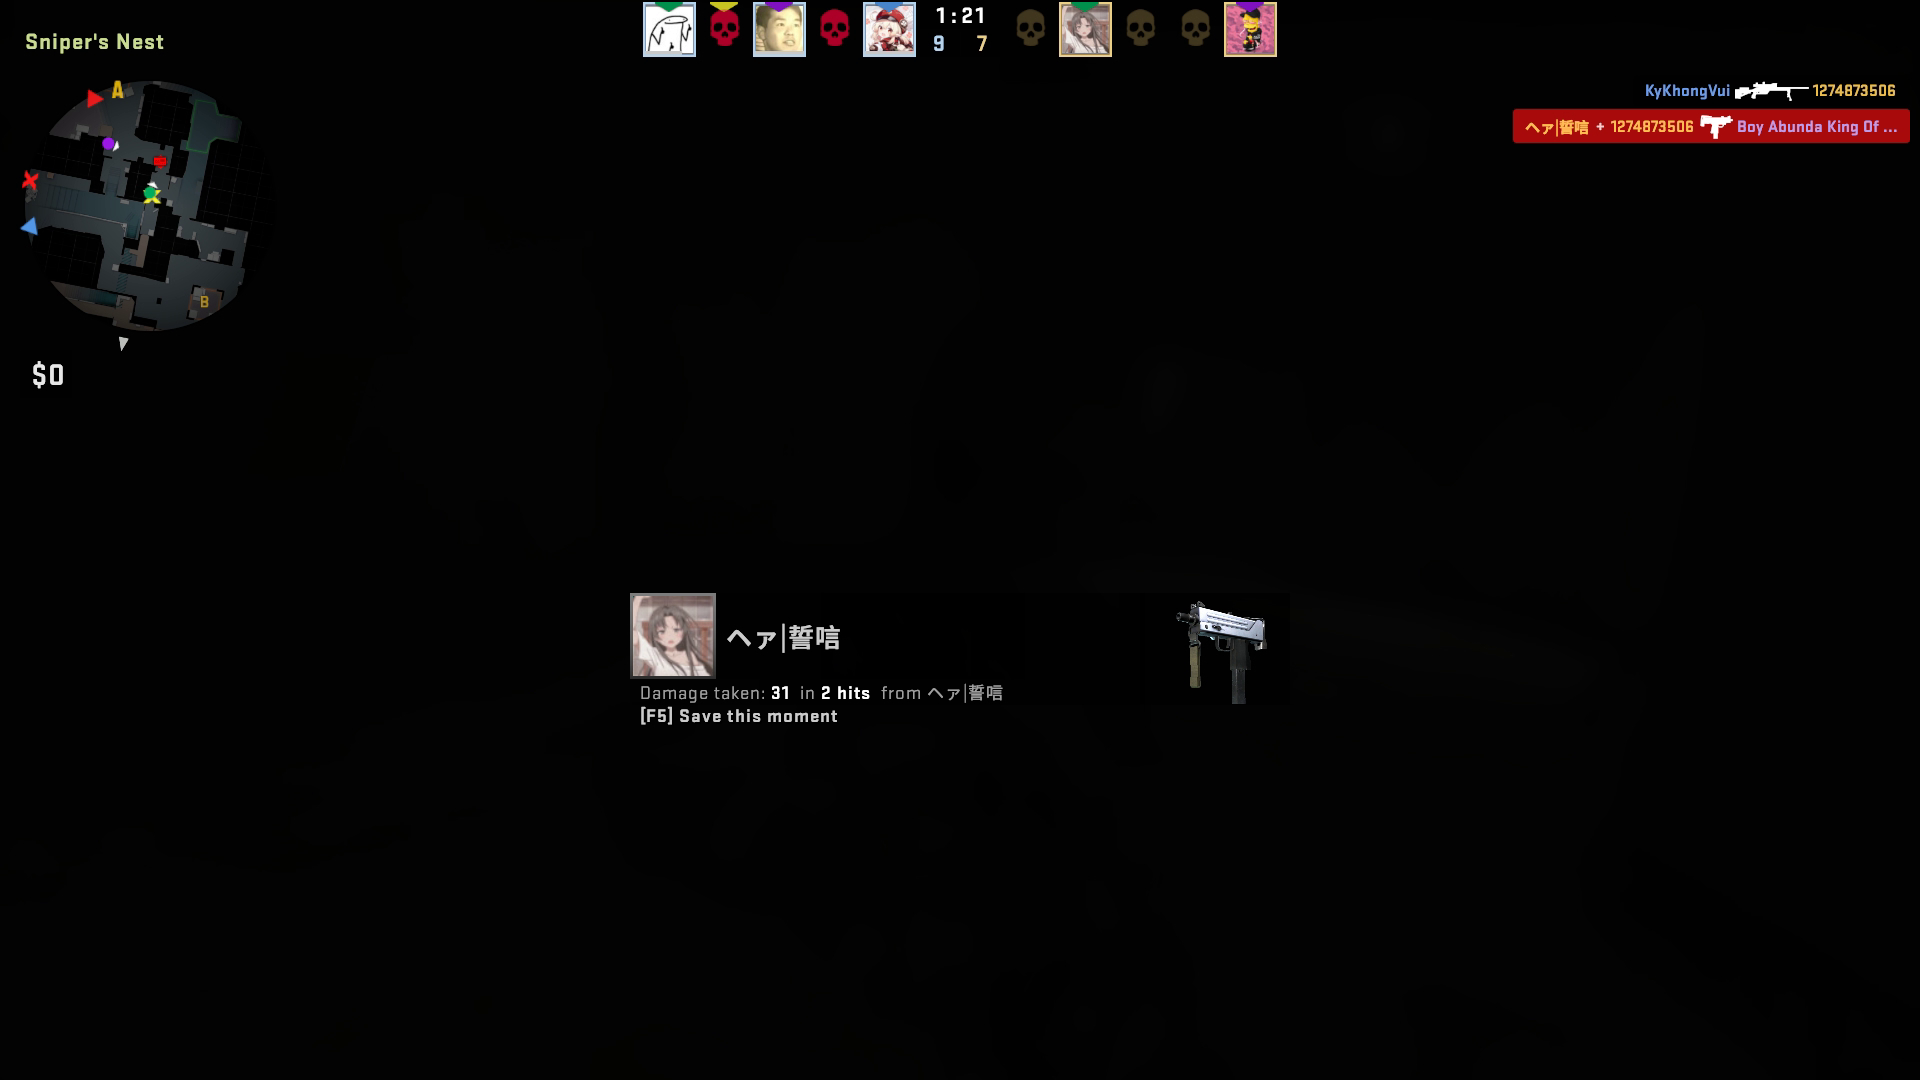 Sniper's Nest
1:21
9 7
A
B
$0
KyKhongVui 1274873506
ヘァ|誓唁 + 1274873506 Boy Abunda King Of ...
ヘァ|誓唁
Damage taken: 31 in 2 hits from ヘァ|誓唁
[F5] Save this moment